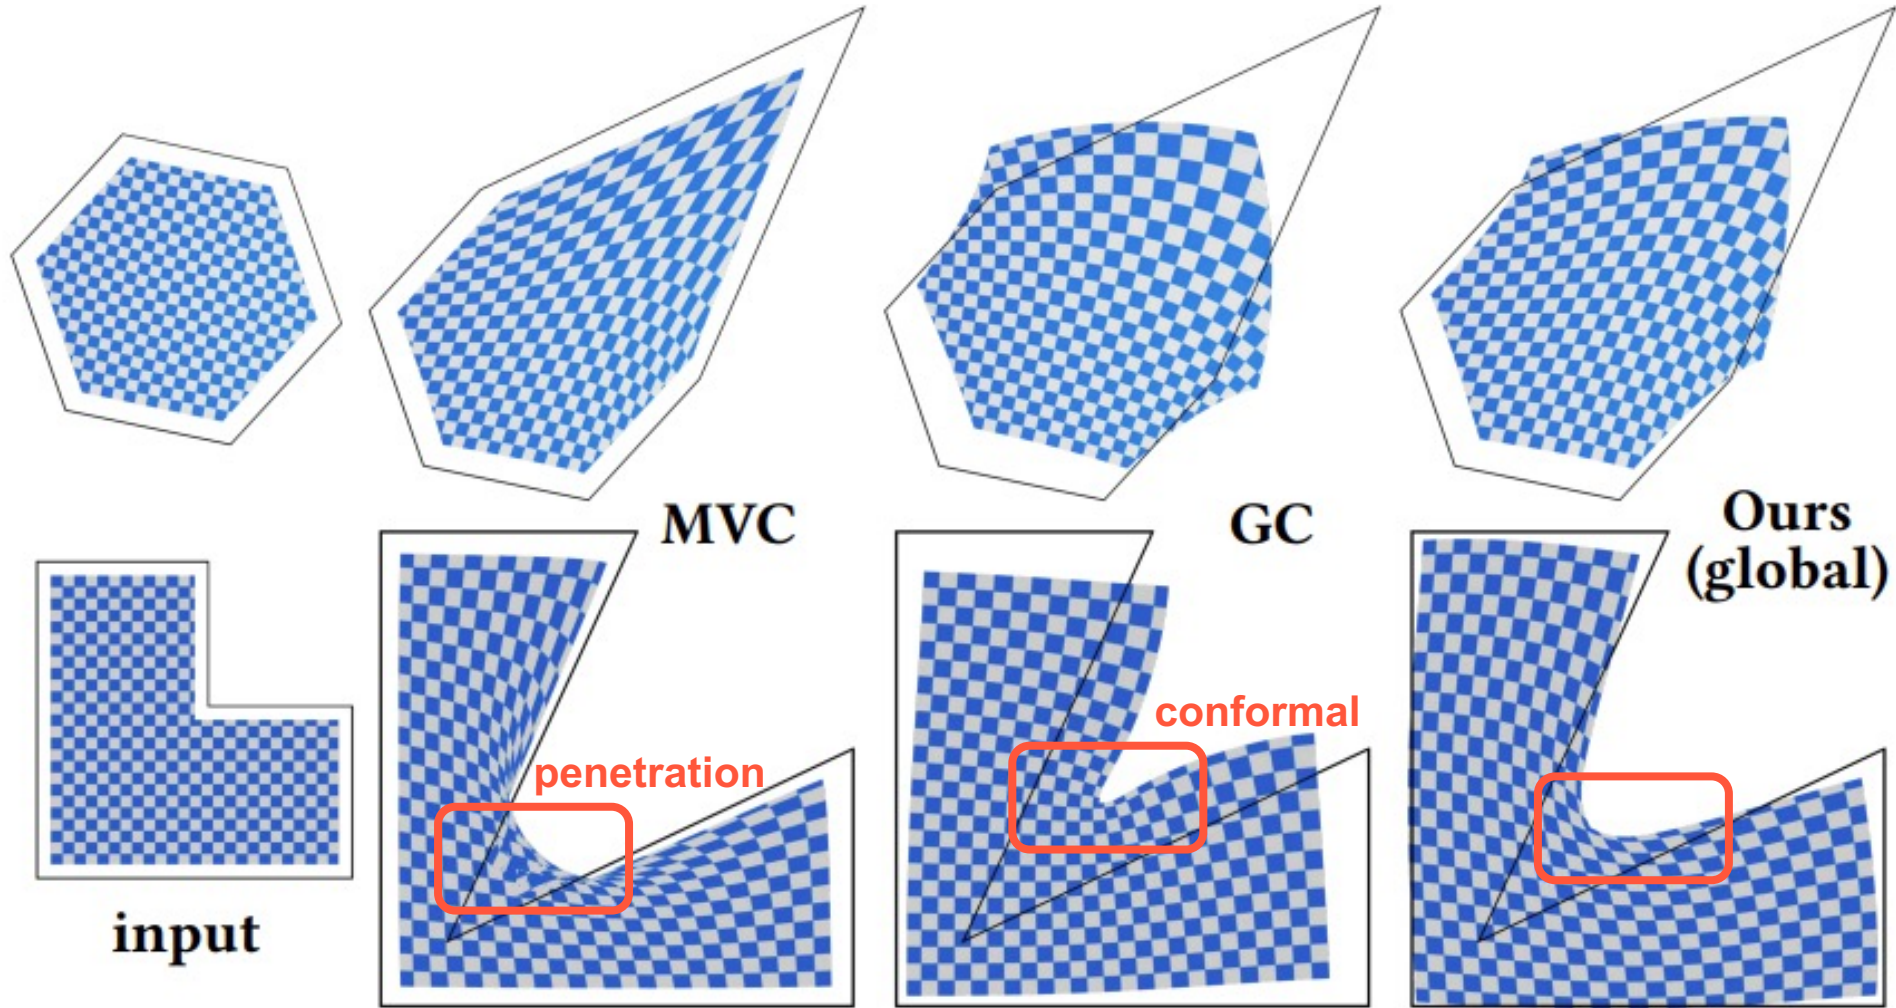 MVC
GC
Ours
(global)
conformal
penetration
input